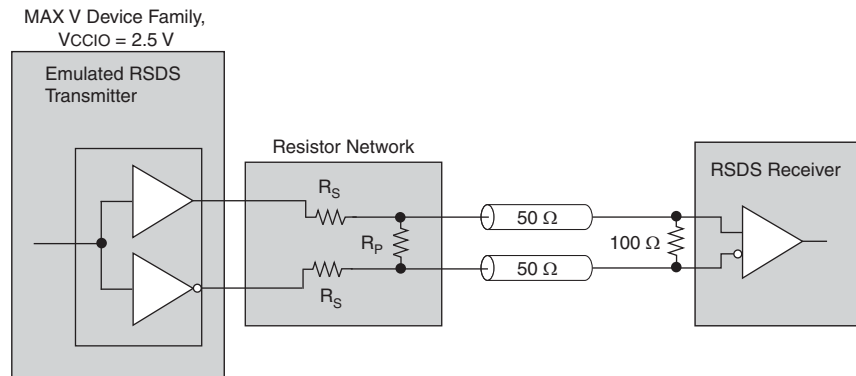 MAX V Device Family,
VCCIO = 2.5 V
Emulated RSDS
Transmitter
Resistor Network
RS
RP
RS
50 Ω
50 Ω
100 Ω
RSDS Receiver